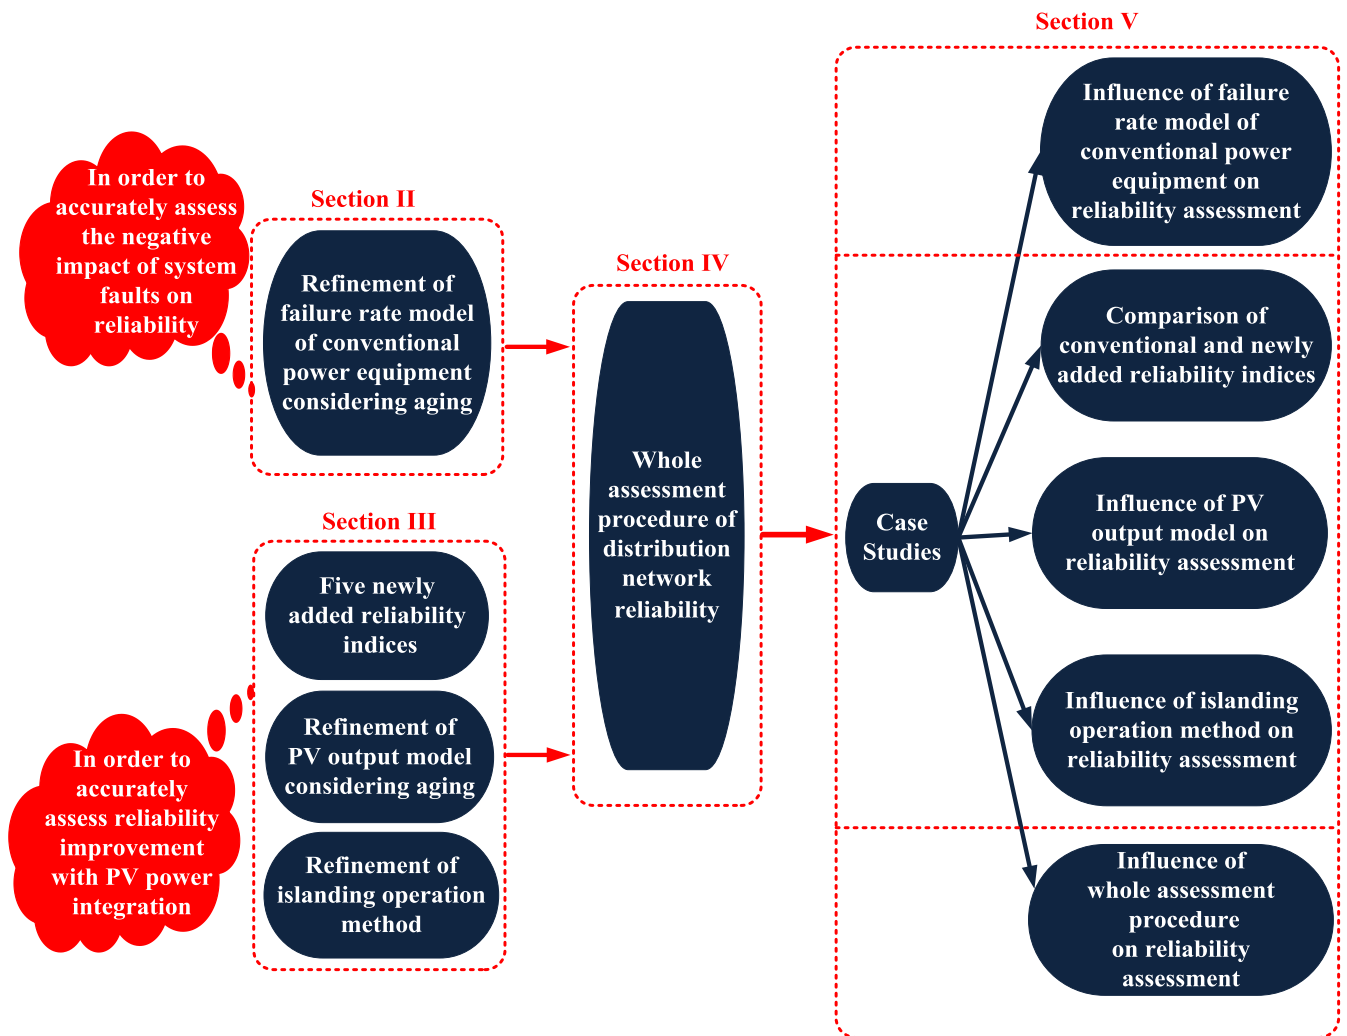 In order to
accurately assess
the negative
impact of system
faults on
reliability
Section II
Refinement of
failure rate model
of conventional
power equipment
considering aging
In order to
accurately
assess reliability
improvement
with PV power
integration
Section III
Five newly
added reliability
indices
Refinement of
PV output model
considering aging
Refinement of
islanding operation
method
Section IV
Whole
assessment
procedure of
distribution
network
reliability
Section V
Case
Studies
Influence of failure
rate model of
conventional power
equipment on
reliability assessment
Comparison of
conventional and newly
added reliability indices
Influence of PV
output model on
reliability assessment
Influence of islanding
operation method on
reliability assessment
Influence of
whole assessment
procedure
on reliability
assessment